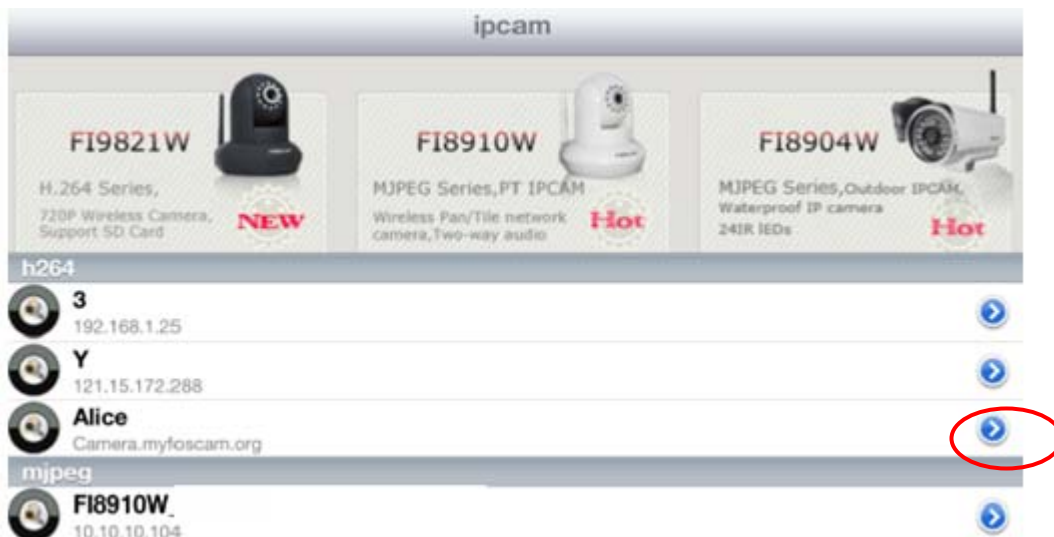 ipcam
FI9821W
H.264 Series,
720P Wireless Camera,
Support SD Card
NEW
FI8910W
MJPEG Series,PT IPCAM
Wireless Pan/Tile network
camera,Two-way audio
Hot
FI8904W
MJPEG Series,Outdoor IPCAM,
Waterproof IP camera
24IR lEDs
Hot
h264
3
192.168.1.25
Y
121.15.172.288
Alice
Camera.myfoscam.org
mjpeg
FI8910W_
10.10.10.104